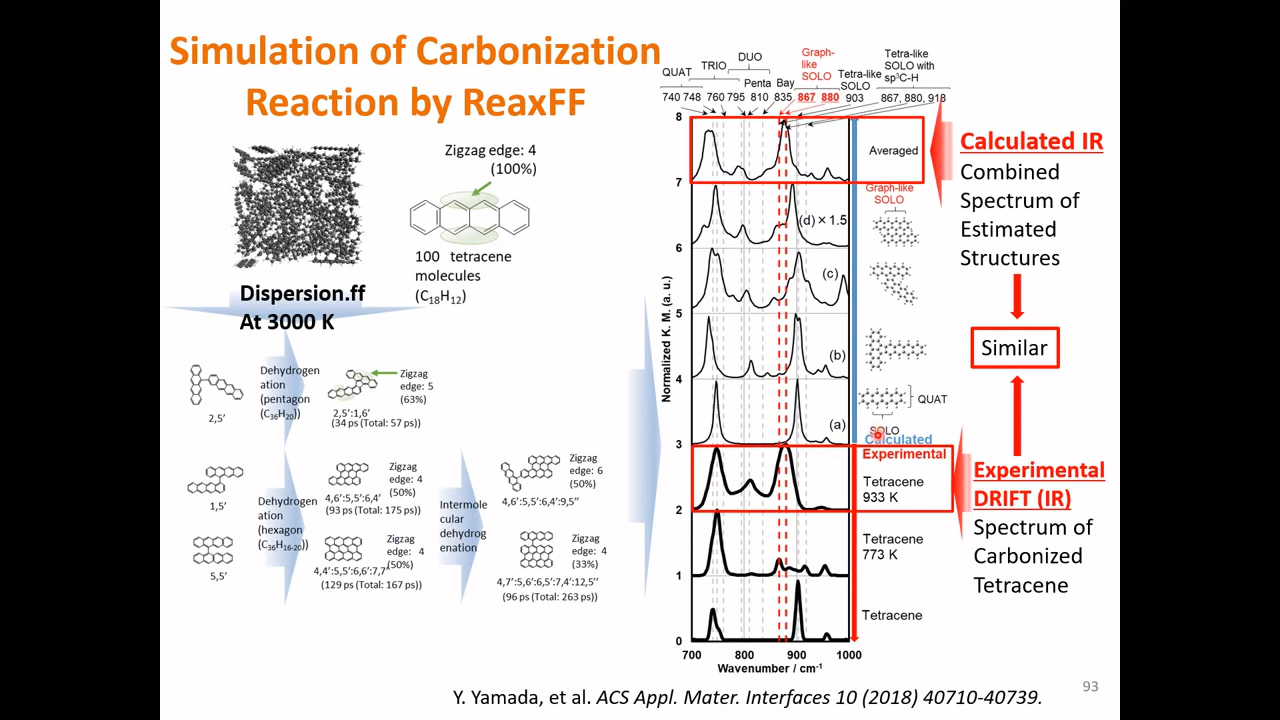 Simulation of Carbonization
Reaction by ReaxFF
Zigzag edge: 4
(100%)
100 tetracene
molecules
(C₁₈H₁₂)
Dispersion.ff
At 3000 K
Dehydrogen
ation
(pentagon
(C₃₆H₂₀))
2,5’
Zigzag
edge: 5
(63%)
2,5’:1,6’
(34 ps (Total: 57 ps))
1,5’
5,5’
Dehydrogen
ation
(hexagon
(C₃₆H₁₆₋₂₀))
Zigzag
edge: 4
(50%)
4,6’:5,5’:6,4’
(93 ps (Total: 175 ps))
Zigzag
edge: 4
(50%)
4,4’:5,5’:6,6’:7,7’
(129 ps (Total: 167 ps))
Intermole
cular
dehydrog
enation
Zigzag
edge: 6
(50%)
4,6’:5,5’:6,4’:9,5’’
Zigzag
edge: 4
(33%)
4,7’:5,6’:6,5’:7,4’:12,5’’
(96 ps (Total: 263 ps))
QUAT
TRIO
DUO
Penta
Bay
Graph-
like
SOLO
Tetra-like
SOLO
Tetra-like
SOLO with
sp³C-H
740 748 760 795 810 835 867 880 903 867, 880, 918
8
7
6
5
4
3
2
1
0
Normalized K. M. (a. u.)
Averaged
(d) × 1.5
(c)
(b)
(a)
Graph-like
SOLO
QUAT
SOLO
Calculated
Experimental
Tetracene
933 K
Tetracene
773 K
Tetracene
700 800 900 1000
Wavenumber / cm⁻¹
Calculated IR
Combined
Spectrum of
Estimated
Structures
Similar
Experimental
DRIFT (IR)
Spectrum of
Carbonized
Tetracene
Y. Yamada, et al. ACS Appl. Mater. Interfaces 10 (2018) 40710-40739.
93